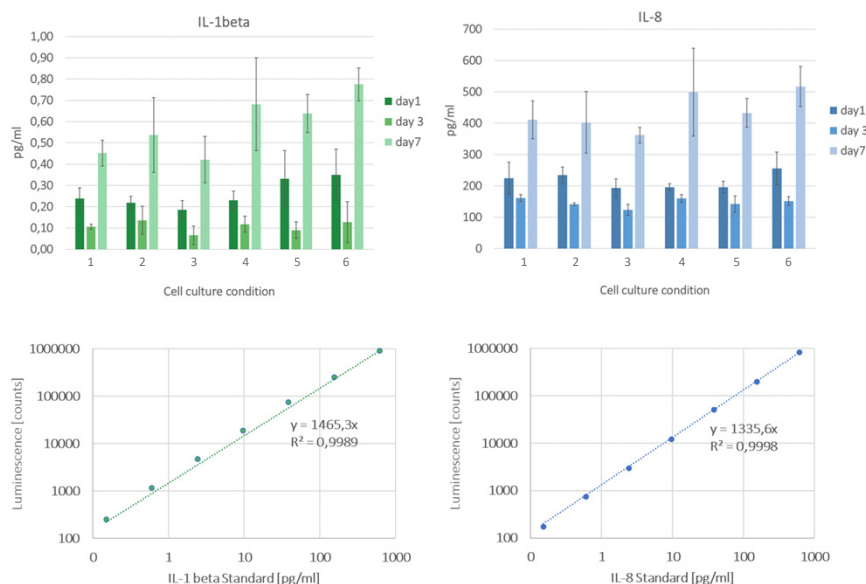 IL-1beta
1,00
0,90
0,80
0,70
0,60
0,50
0,40
0,30
0,20
0,10
0,00
pg/ml
1 2 3 4 5 6
Cell culture condition
day1
day 3
day7
IL-8
700
600
500
400
300
200
100
0
pg/ml
1 2 3 4 5 6
Cell culture condition
day1
day 3
day7
1000000
100000
10000
1000
100
Luminescence [counts]
y = 1465,3x
R² = 0,9989
0 1 10 100 1000
IL-1 beta Standard [pg/ml]
1000000
100000
10000
1000
100
Luminescence [counts]
y = 1335,6x
R² = 0,9998
0 1 10 100 1000
IL-8 Standard [pg/ml]